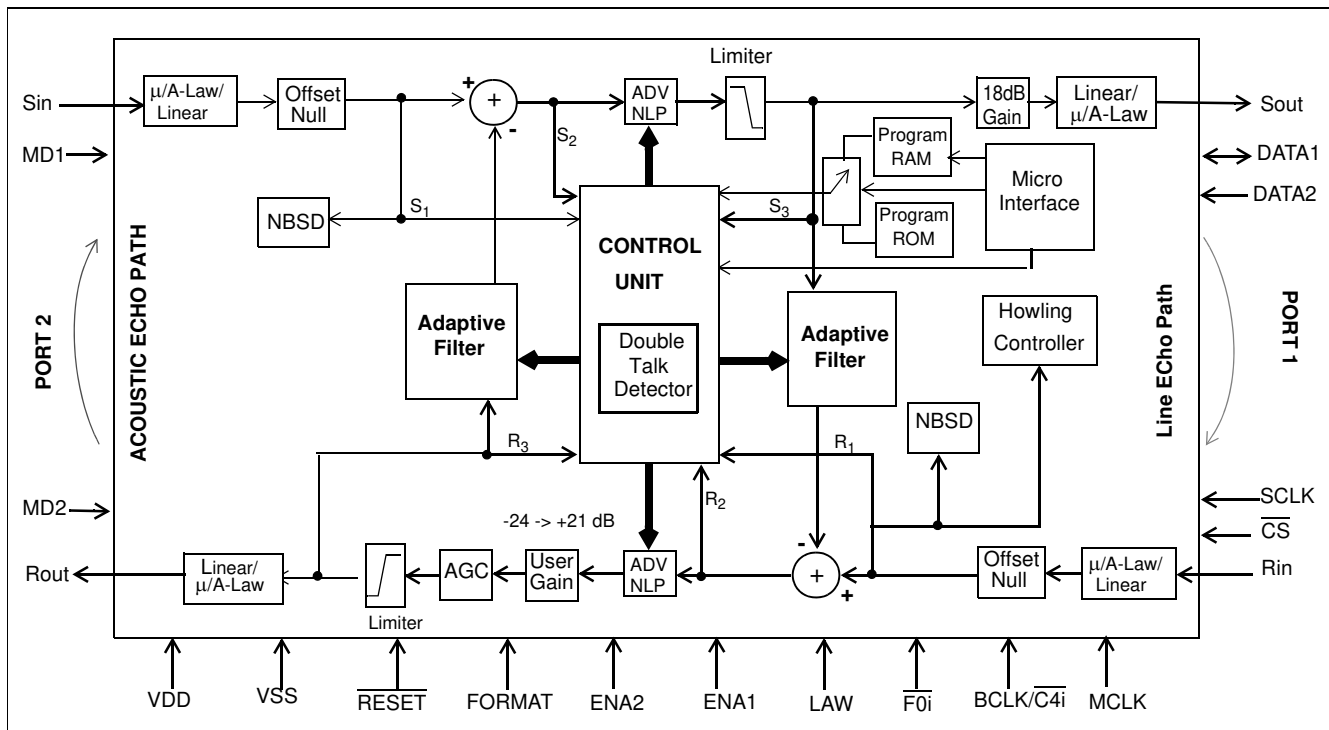 Limiter
Sin
μ/A-Law/
Linear
Offset
Null
+
+
-
ADV
NLP
18dB
Gain
Linear/
μ/A-Law
Sout
MD1
S2
Program
RAM
Micro
Interface
DATA1
DATA2
NBSD
S1
S3
Program
ROM
CONTROL
UNIT
PORT 2
ACOUSTIC ECHO PATH
Adaptive
Filter
Double
Talk
Detector
Adaptive
Filter
Howling
Controller
Line ECho Path
PORT 1
NBSD
R3
R1
R2
MD2
SCLK
CS
-24 -> +21 dB
Rout
Linear/
μ/A-Law
Limiter
AGC
User
Gain
ADV
NLP
-
+
+
Offset
Null
μ/A-Law/
Linear
Rin
VDD
VSS
RESET
FORMAT
ENA2
ENA1
LAW
F0i
BCLK/C4i
MCLK